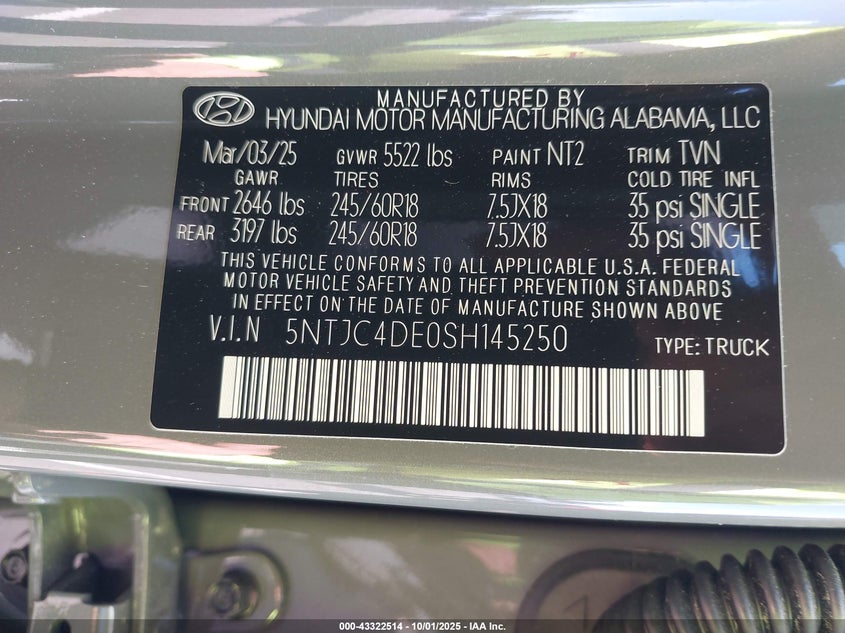 MANUFACTURED BY
HYUNDAI MOTOR MANUFACTURING ALABAMA, LLC
Mar/03/25 GVWR 5522 lbs PAINT NT2 TRIM TVN
GAWR TIRES RIMS COLD TIRE INFL
FRONT 2646 lbs 245/60R18 7.5JX18 35 psi SINGLE
REAR 3197 lbs 245/60R18 7.5JX18 35 psi SINGLE
THIS VEHICLE CONFORMS TO ALL APPLICABLE U.S.A. FEDERAL
MOTOR VEHICLE SAFETY AND THEFT PREVENTION STANDARDS
IN EFFECT ON THE DATE OF MANUFACTURE SHOWN ABOVE
V.I.N 5NTJC4DE0SH145250 TYPE: TRUCK
000-43322514 - 10/01/2025 - IAA Inc.